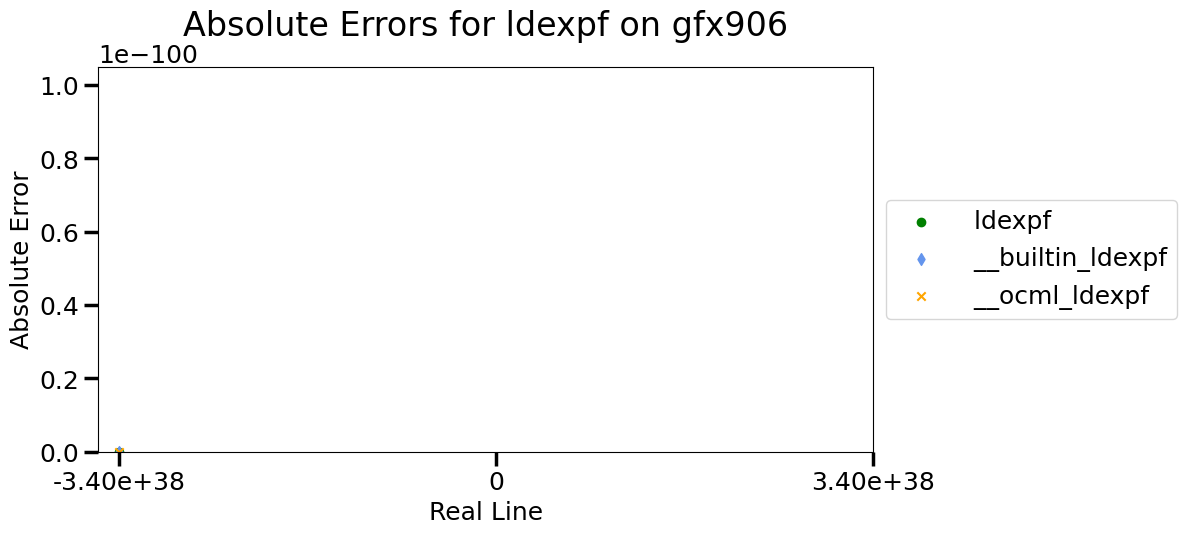 Absolute Errors for ldexpf on gfx906
1e−100
1.0
0.8
0.6
0.4
0.2
0.0
Absolute Error
-3.40e+38
0
3.40e+38
Real Line
ldexpf
__builtin_ldexpf
__ocml_ldexpf